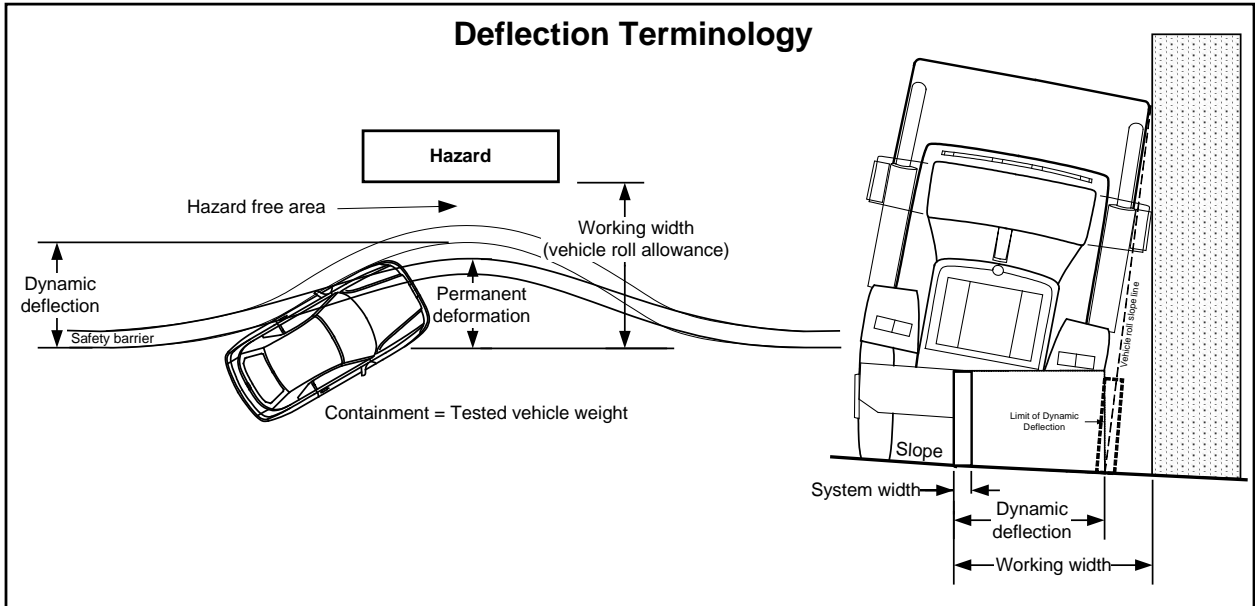 Deflection Terminology
Hazard
Hazard free area
Working width
(vehicle roll allowance)
Dynamic
deflection
Permanent
deformation
Safety barrier
Containment = Tested vehicle weight
Vehicle roll slope line
Limit of Dynamic
Deflection
Slope
System width
Dynamic
deflection
Working width